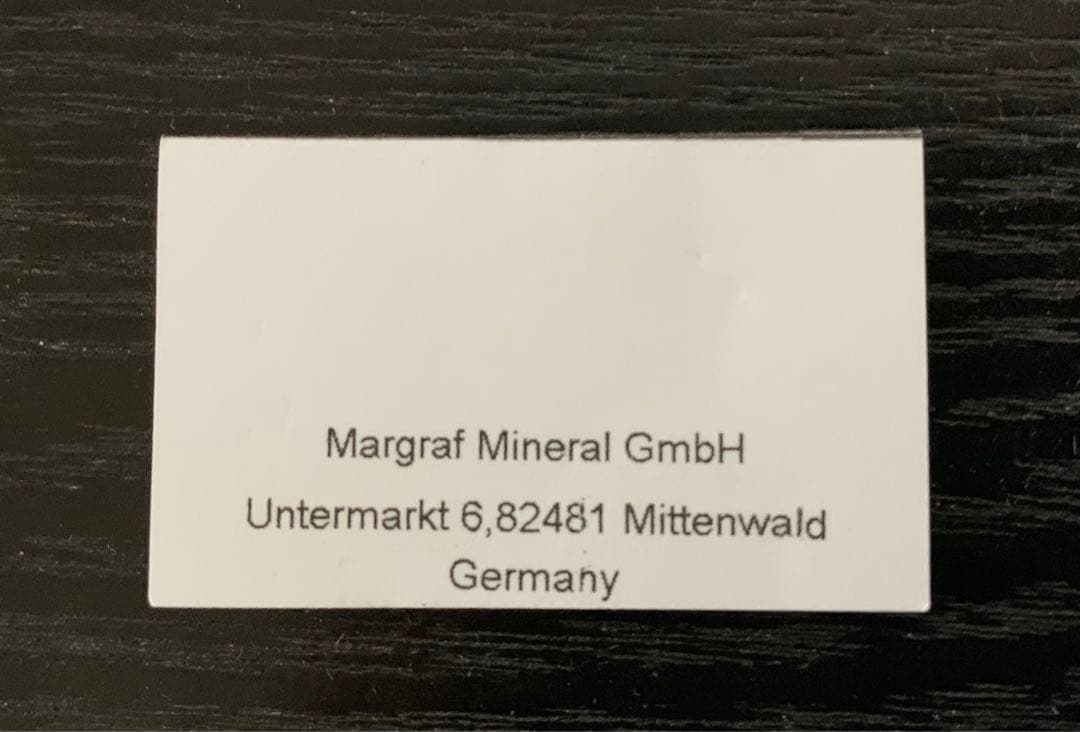 Margraf Mineral GmbH
Untermarkt 6,82481 Mittenwald
Germany